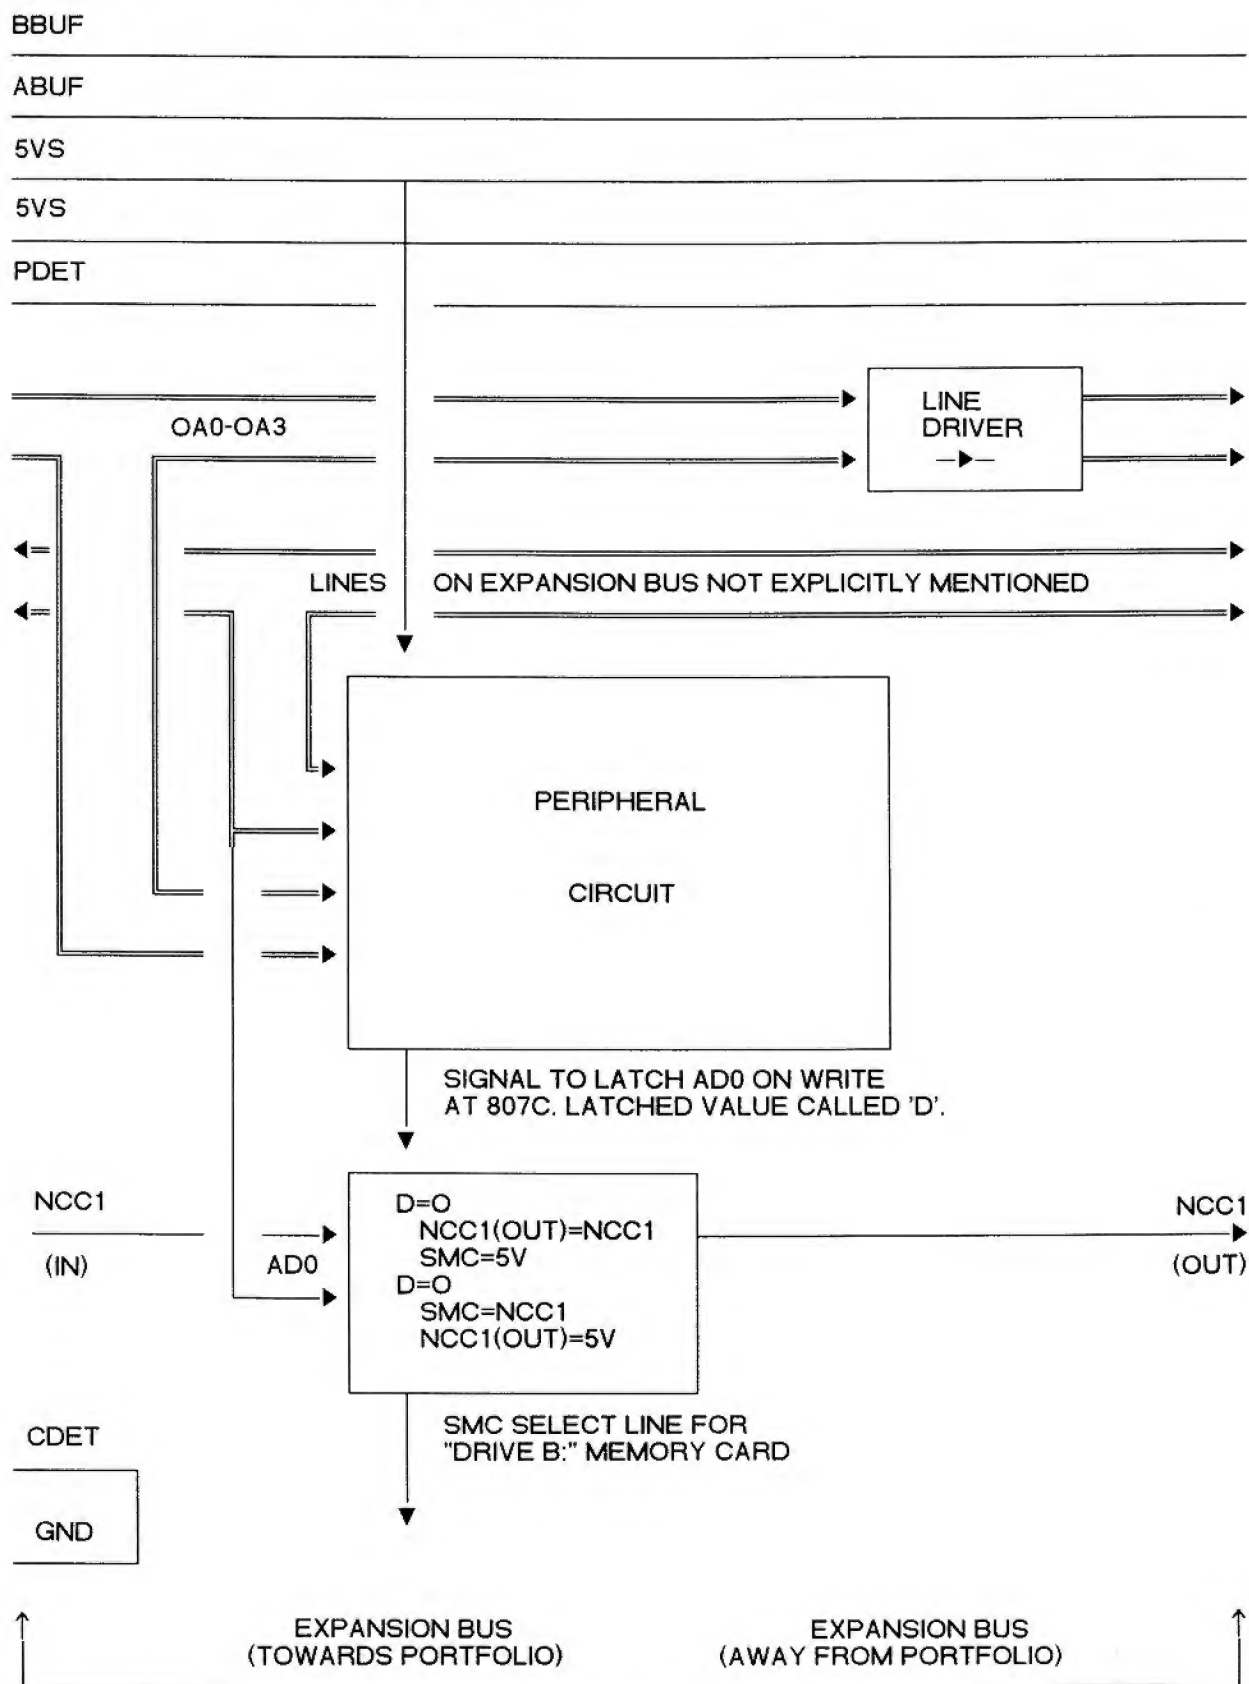 BBUF
ABUF
5VS
5VS
PDET
OA0-OA3
LINE
DRIVER
LINES ON EXPANSION BUS NOT EXPLICITLY MENTIONED
PERIPHERAL
CIRCUIT
SIGNAL TO LATCH AD0 ON WRITE
AT 807C. LATCHED VALUE CALLED 'D'.
NCC1
(IN)
AD0
D=O
NCC1(OUT)=NCC1
SMC=5V
D=O
SMC=NCC1
NCC1(OUT)=5V
NCC1
(OUT)
SMC SELECT LINE FOR
"DRIVE B:" MEMORY CARD
CDET
GND
EXPANSION BUS
(TOWARDS PORTFOLIO)
EXPANSION BUS
(AWAY FROM PORTFOLIO)